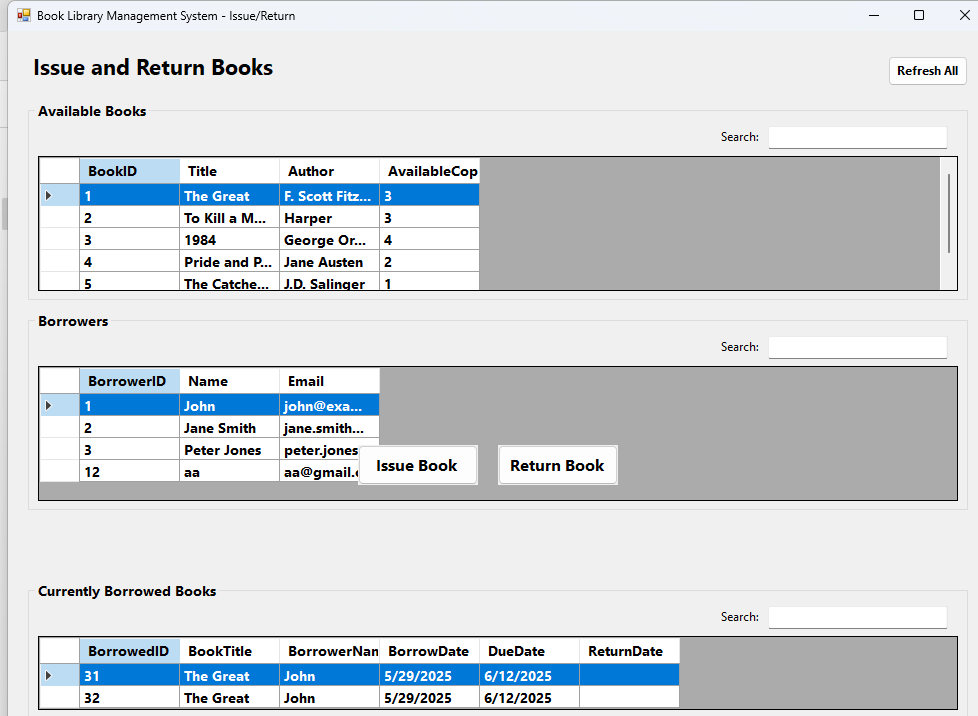 Book Library Management System - Issue/Return
Issue and Return Books
Refresh All
Available Books
Search:
BookID Title Author AvailableCop
1 The Great F. Scott Fitz... 3
2 To Kill a M... Harper 3
3 1984 George Or... 4
4 Pride and P... Jane Austen 2
5 The Catche... J.D. Salinger 1
Borrowers
Search:
BorrowerID Name Email
1 John john@exa...
2 Jane Smith jane.smith...
3 Peter Jones peter.jones
12 aa aa@gmail.c
Issue Book Return Book
Currently Borrowed Books
Search:
BorrowedID BookTitle BorrowerNan BorrowDate DueDate ReturnDate
31 The Great John 5/29/2025 6/12/2025
32 The Great John 5/29/2025 6/12/2025